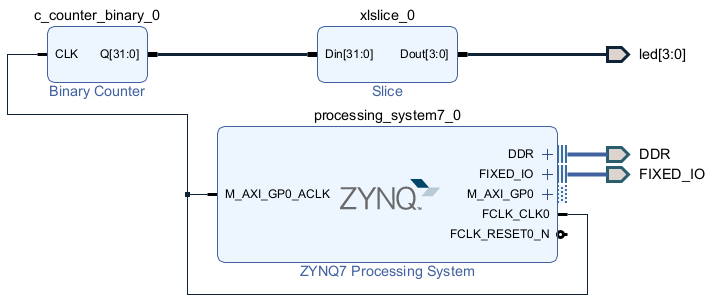 c_counter_binary_0
CLK
Q[31:0]
Binary Counter
xlslice_0
Din[31:0]
Dout[3:0]
Slice
led[3:0]
processing_system7_0
DDR
FIXED_IO
M_AXI_GP0
M_AXI_GP0_ACLK
ZYNQ
FCLK_CLK0
FCLK_RESET0_N
ZYNQ7 Processing System
DDR
FIXED_IO